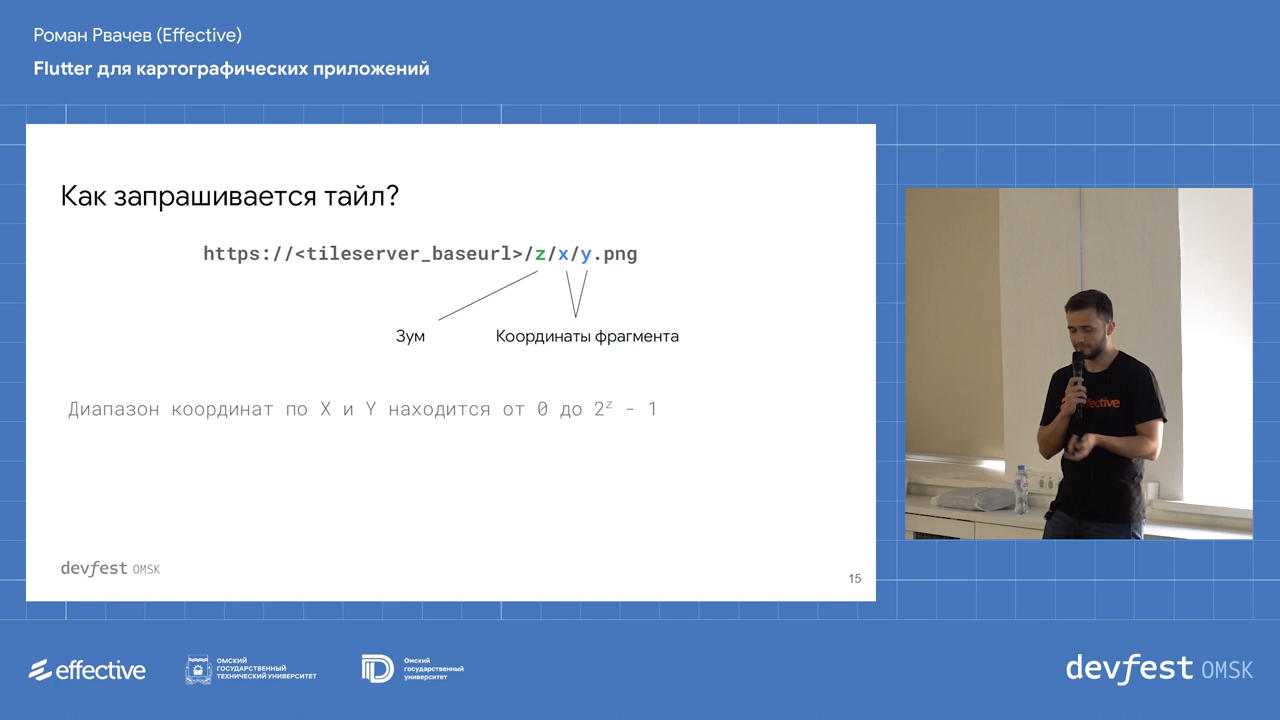 Роман Рвачев (Effective)
Flutter для картографических приложений
Как запрашивается тайл?
https://<tileserver_baseurl>/z/x/y.png
Зум
Координаты фрагмента
Диапазон координат по X и Y находится от 0 до 2ᶻ - 1
devfest OMSK
15
effective
effective
ОМСКИЙ
ГОСУДАРСТВЕННЫЙ
ТЕХНИЧЕСКИЙ УНИВЕРСИТЕТ
Омский
государственный
университет
devfest OMSK